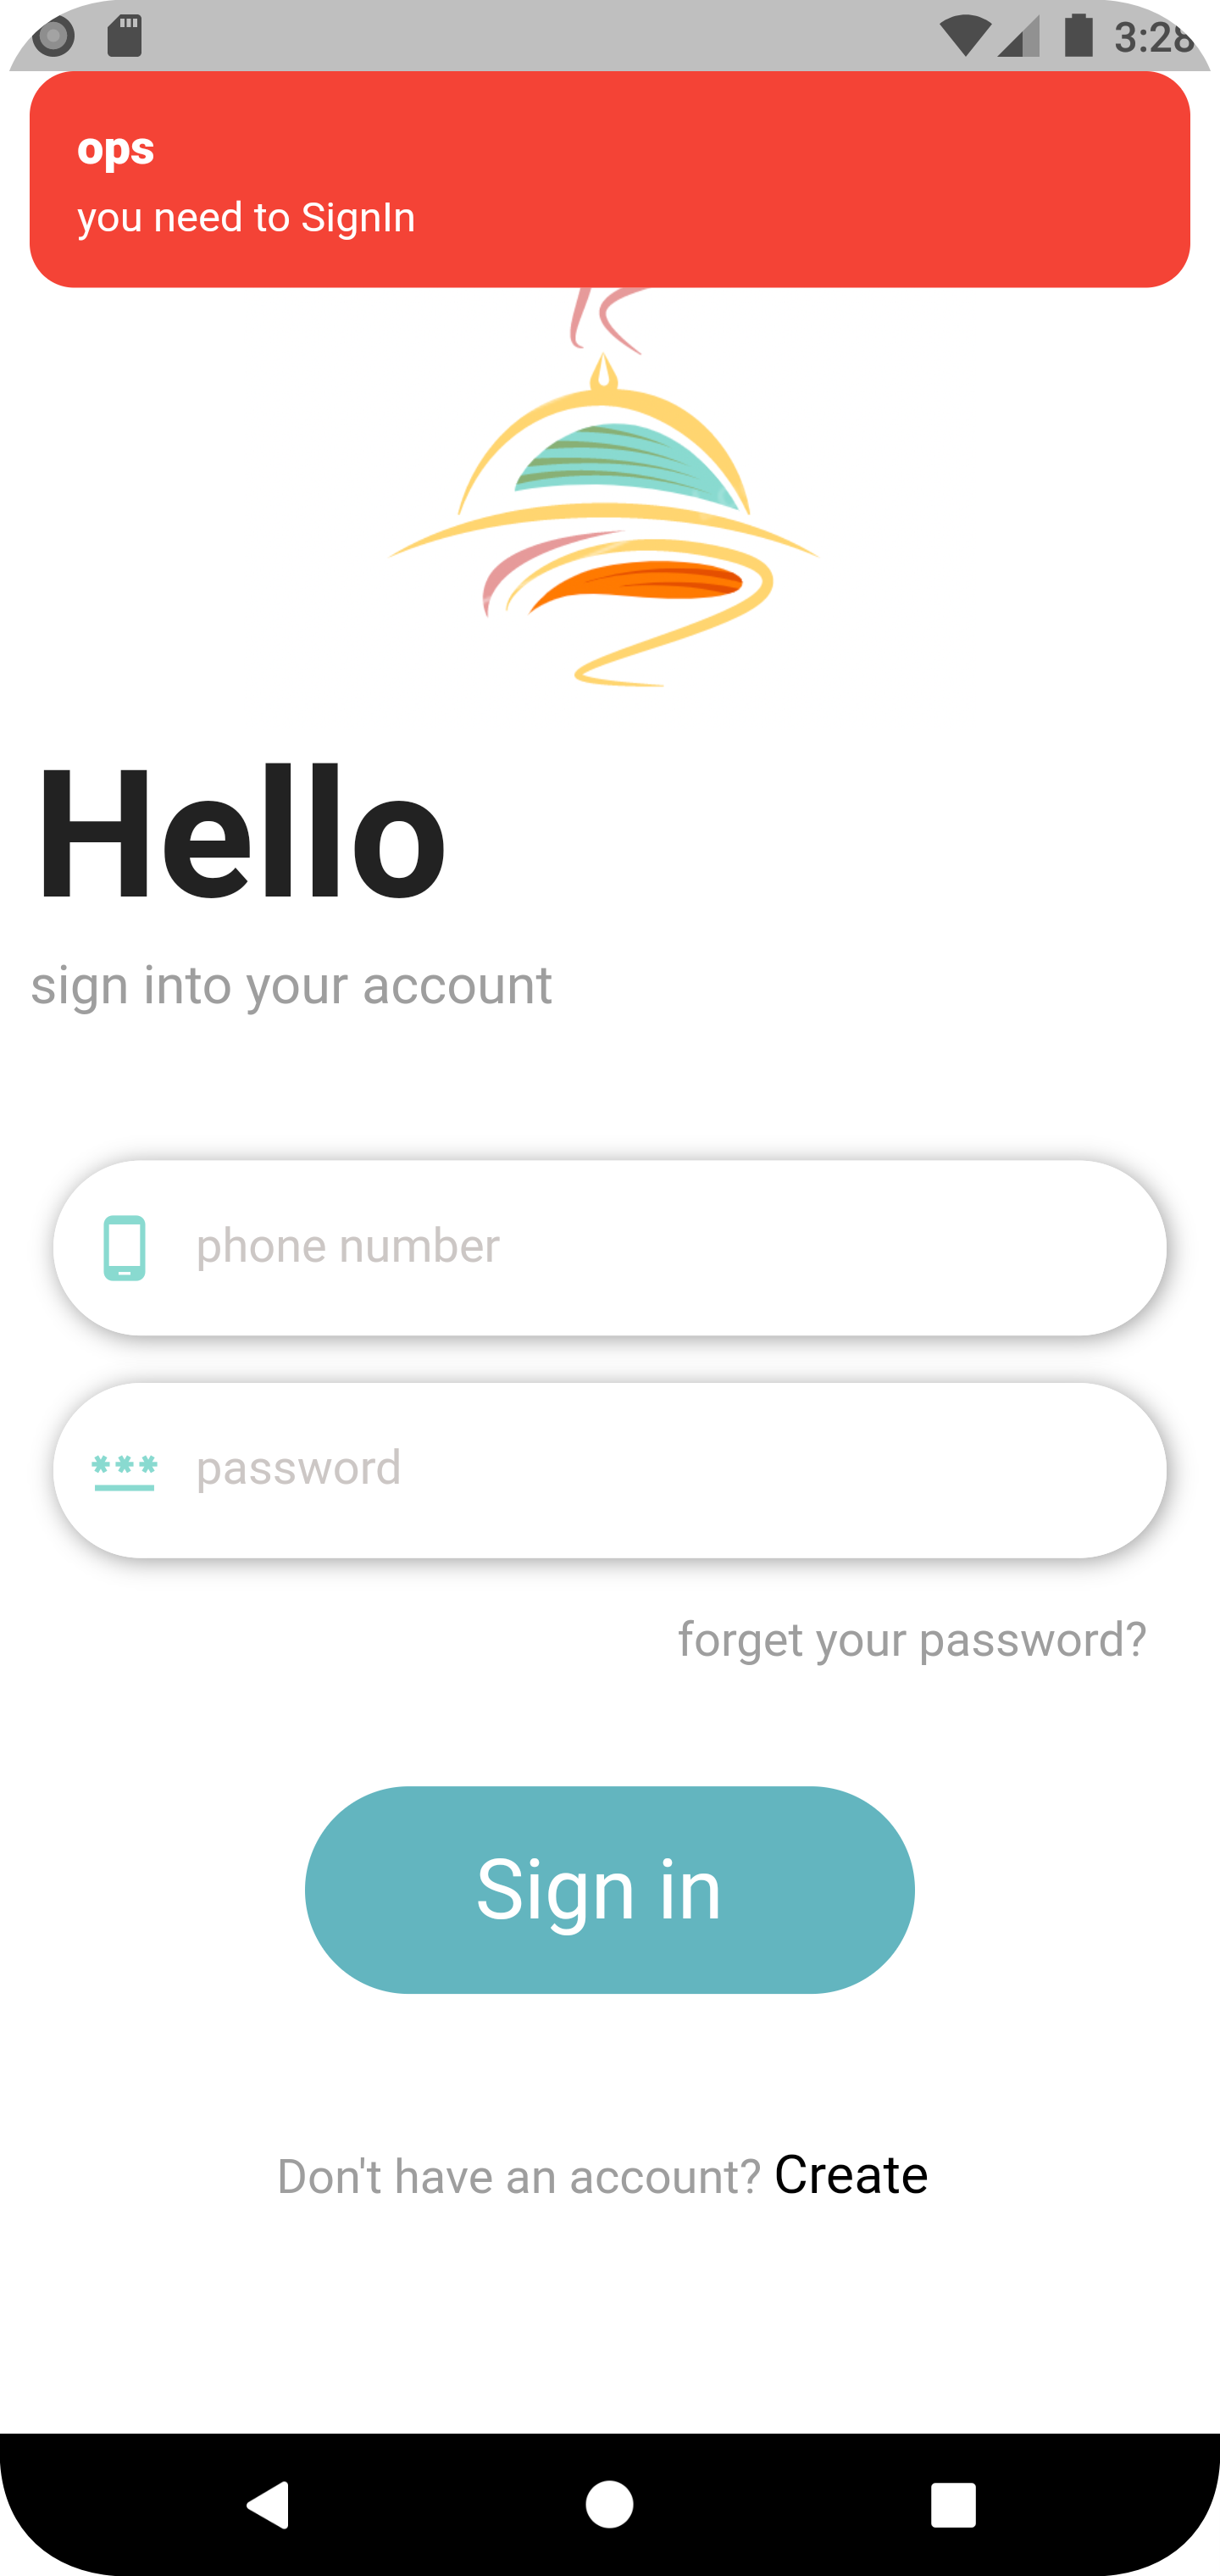 3:28
ops
you need to SignIn
Hello
sign into your account
phone number
*** password
forget your password?
Sign in
Don't have an account? Create